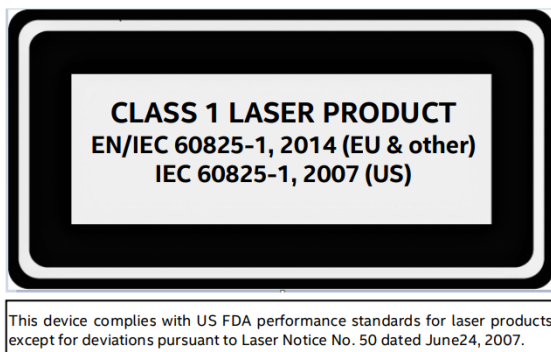 CLASS 1 LASER PRODUCT
EN/IEC 60825-1, 2014 (EU & other)
IEC 60825-1, 2007 (US)
This device complies with US FDA performance standards for laser products
except for deviations pursuant to Laser Notice No. 50 dated June24, 2007.